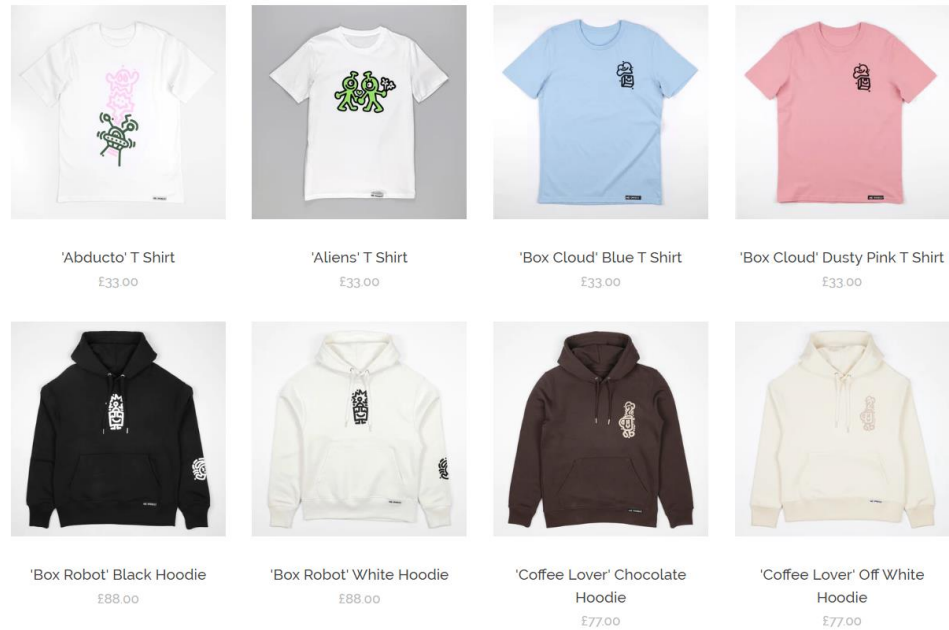 'Abducto' T Shirt
£33.00
'Aliens' T Shirt
£33.00
'Box Cloud' Blue T Shirt
£33.00
'Box Cloud' Dusty Pink T Shirt
£33.00
'Box Robot' Black Hoodie
£88.00
'Box Robot' White Hoodie
£88.00
'Coffee Lover' Chocolate
Hoodie
£77.00
'Coffee Lover' Off White
Hoodie
£77.00